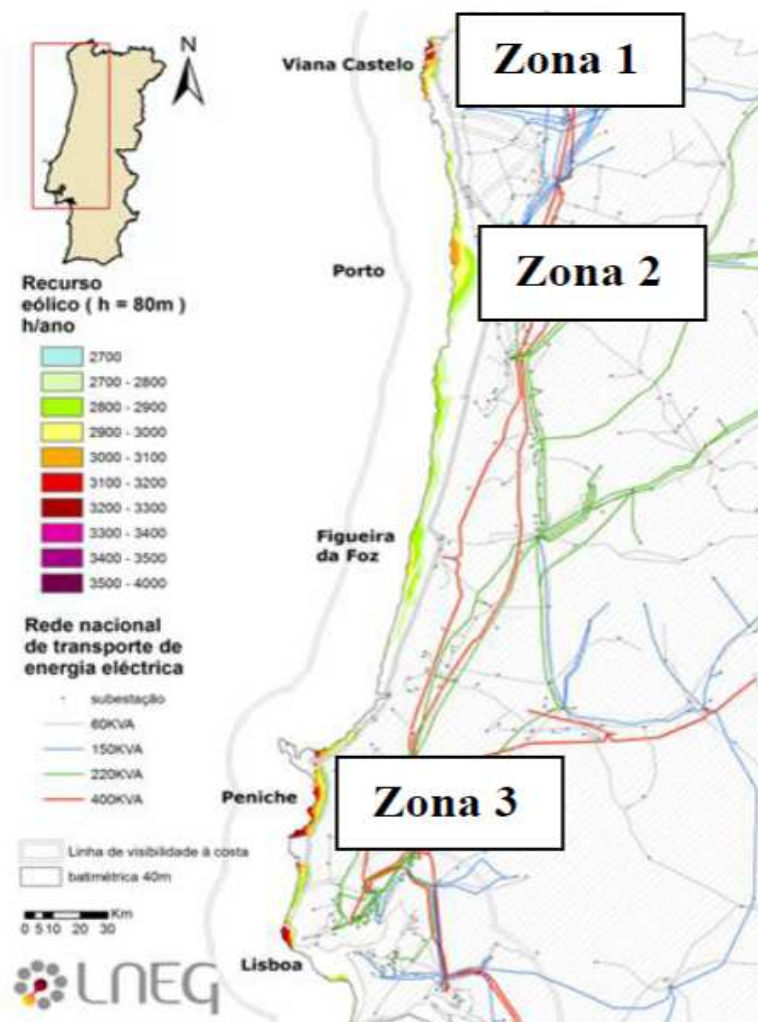 N
Viana Castelo
Zona 1
Porto
Zona 2
Recurso
eólico ( h = 80m )
h/ano
2700
2700 - 2800
2800 - 2900
2900 - 3000
3000 - 3100
3100 - 3200
3200 - 3300
3300 - 3400
3400 - 3500
3500 - 4000
Figueira
da Foz
Rede nacional
de transporte de
energia eléctrica
subestação
60KVA
150KVA
220KVA
400KVA
Peniche
Zona 3
Linha de visibilidade à costa
batimétrica 40m
Km
0 5 10 20 30
Lisboa
LNEG